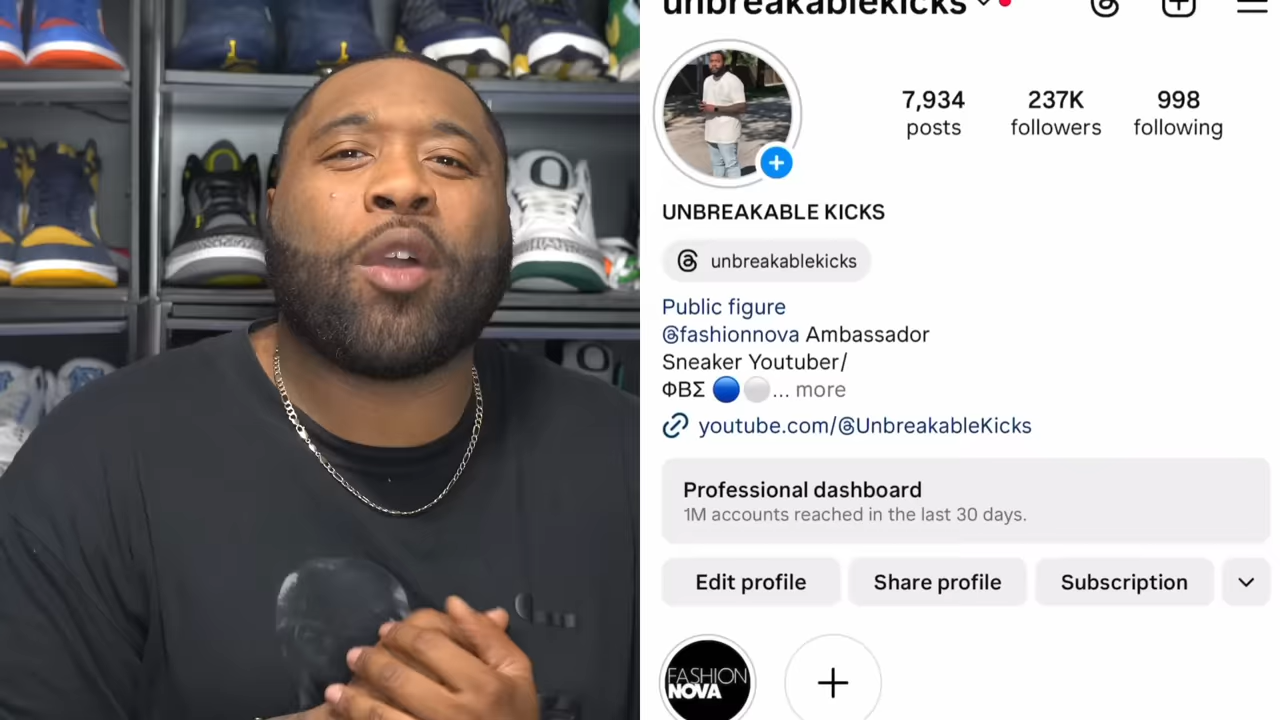 unbreakablekicks
7,934
posts
237K
followers
998
following
UNBREAKABLE KICKS
unbreakablekicks
Public figure
@fashionnova Ambassador
Sneaker Youtuber/
ΦΒΣ 🔵⚪... more
youtube.com/@UnbreakableKicks
Professional dashboard
1M accounts reached in the last 30 days.
Edit profile
Share profile
Subscription
FASHION
NOVA